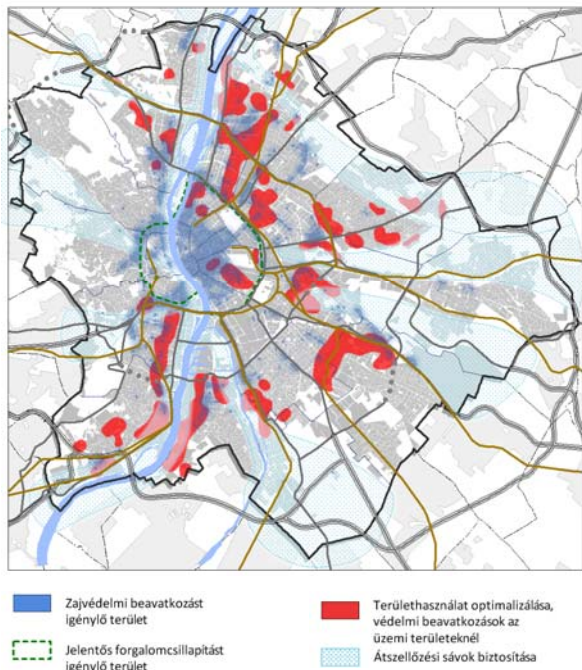 Zajvédelmi beavatkozást
igénylő terület
Jelentős forgalomcsillapítást
igénylő terület
Területhasználat optimalizálása,
védelmi beavatkozások az
üzemi területeknél
Átszellőzési sávok biztosítása